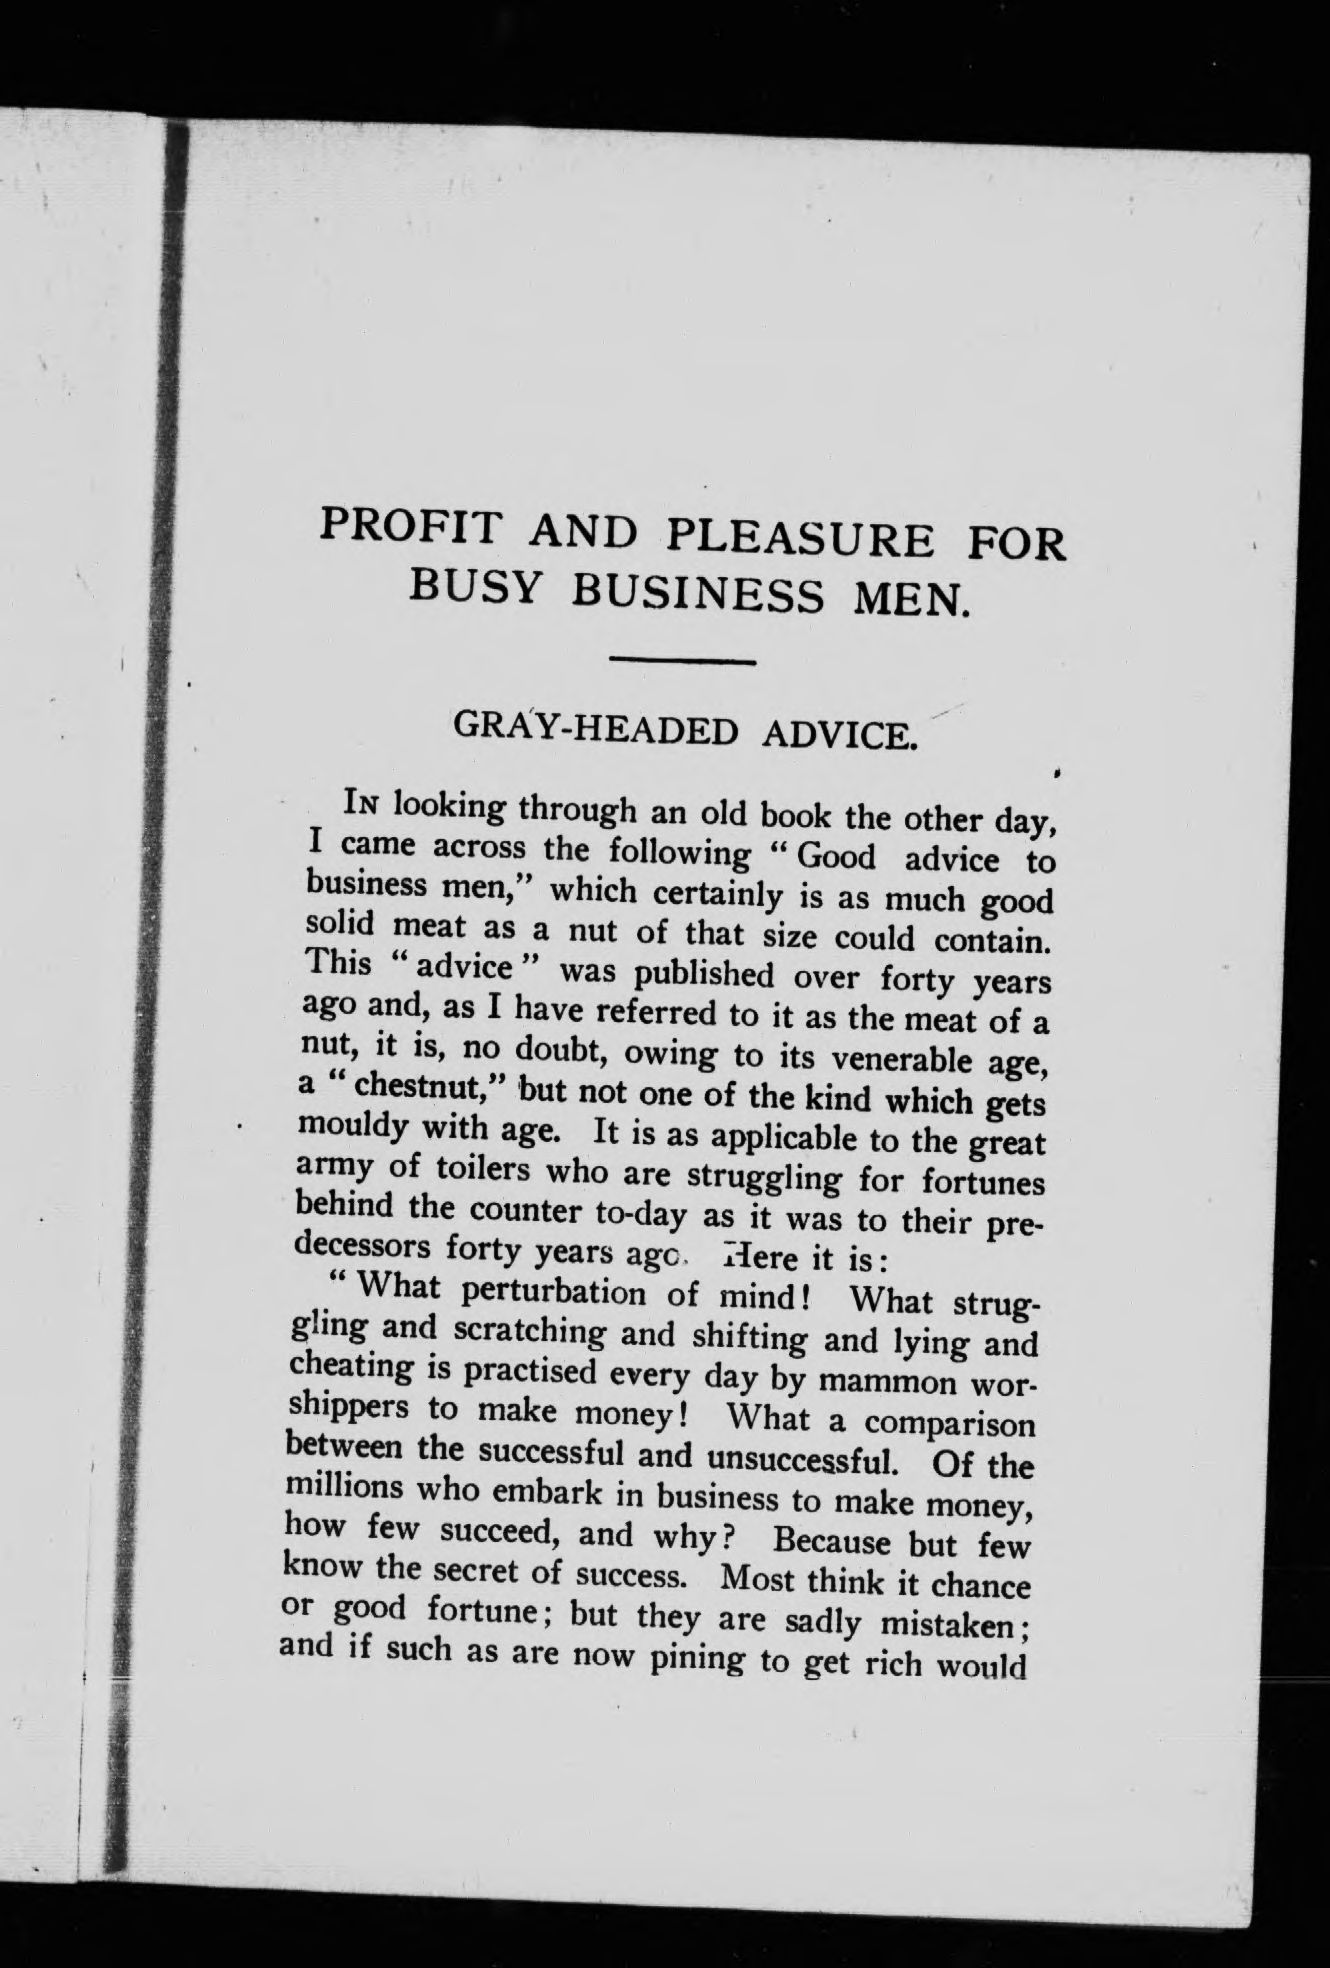 PROFIT AND PLEASURE FOR
BUSY BUSINESS MEN.
GRAY-HEADED ADVICE.
IN looking through an old book the other day,
I came across the following “Good advice to
business men,” which certainly is as much good
solid meat as a nut of that size could contain.
This “advice” was published over forty years
ago and, as I have referred to it as the meat of a
nut, it is, no doubt, owing to its venerable age,
a “chestnut,” but not one of the kind which gets
mouldy with age. It is as applicable to the great
army of toilers who are struggling for fortunes
behind the counter to-day as it was to their pre-
decessors forty years ago. Here it is:
“What perturbation of mind! What strug-
gling and scratching and shifting and lying and
cheating is practised every day by mammon wor-
shippers to make money! What a comparison
between the successful and unsuccessful. Of the
millions who embark in business to make money,
how few succeed, and why? Because but few
know the secret of success. Most think it chance
or good fortune; but they are sadly mistaken;
and if such as are now pining to get rich would